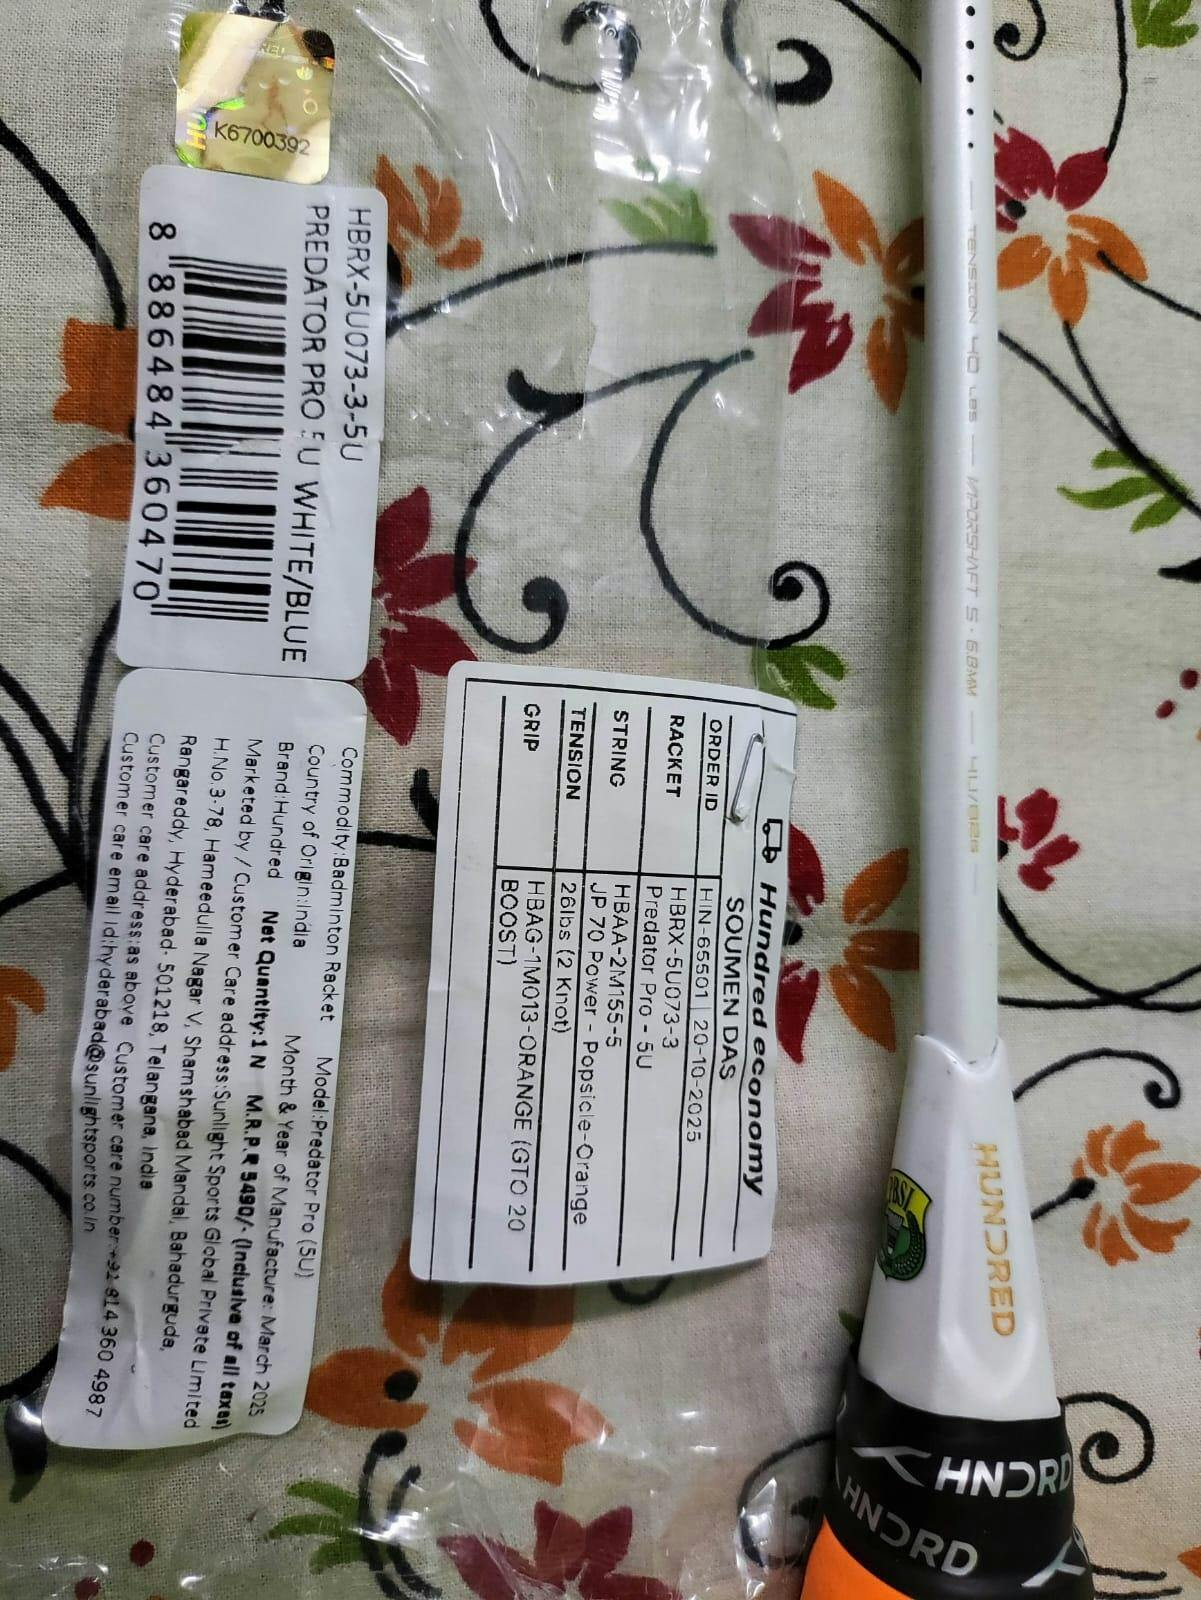 K6700392
HBRX-5U073-3-5U
PREDATOR PRO 5U WHITE/BLUE
8 886484 360470
Commodity:Badminton Racket Model:Predator Pro (5U)
Country of Origin:India Month & Year of Manufacture: March 2025
Brand:Hundred Net Quantity:1 N M.R.P.₹ 5490/- (Inclusive of all taxes)
Marketed by / Customer Care address:Sunlight Sports Global Private Limited
H.No.3-78, Hameedulla Nagar V, Shamshabad Mandal, Bahadurguda,
Rangareddy, Hyderabad- 501218, Telangana, India
Customer care address:as above Customer care number:+91 814 360 4987
Customer care email id:hyderabad@sunlightsports.co.in
Hundred economy
SOUMEN DAS
ORDER ID HIN-65501 | 20-10-2025
RACKET HBRX-5U073-3
Predator Pro - 5U
STRING HBAA-2M155-5
JP 70 Power - Popsicle-Orange
TENSION 26lbs (2 Knot)
GRIP HBAG-1M013-ORANGE (GTO 20
BOOST)
TENSION 40 LBS — VAPORSHAFT S · 6.8MM — 4U/82G
HUNDRED
HNDRD
HNDRD